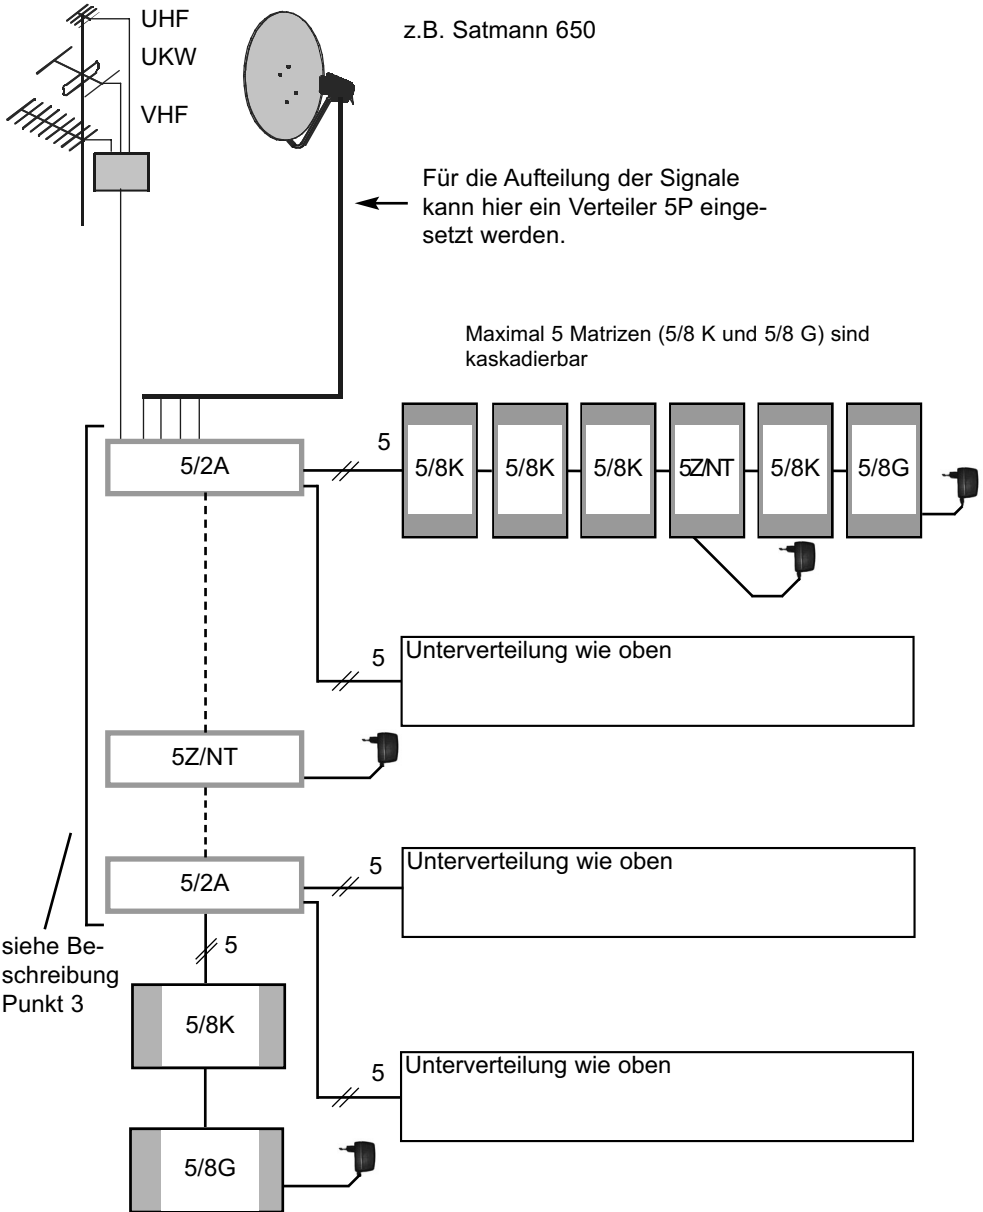 UHF
z.B. Satmann 650
UKW
VHF
Für die Aufteilung der Signale
kann hier ein Verteiler 5P einge-
setzt werden.
Maximal 5 Matrizen (5/8 K und 5/8 G) sind
kaskadierbar
5/2A
5
5/8K
5/8K
5/8K
5Z/NT
5/8K
5/8G
5
Unterverteilung wie oben
5Z/NT
5/2A
5
Unterverteilung wie oben
siehe Be-
schreibung
Punkt 3
5
5/8K
5
Unterverteilung wie oben
5/8G